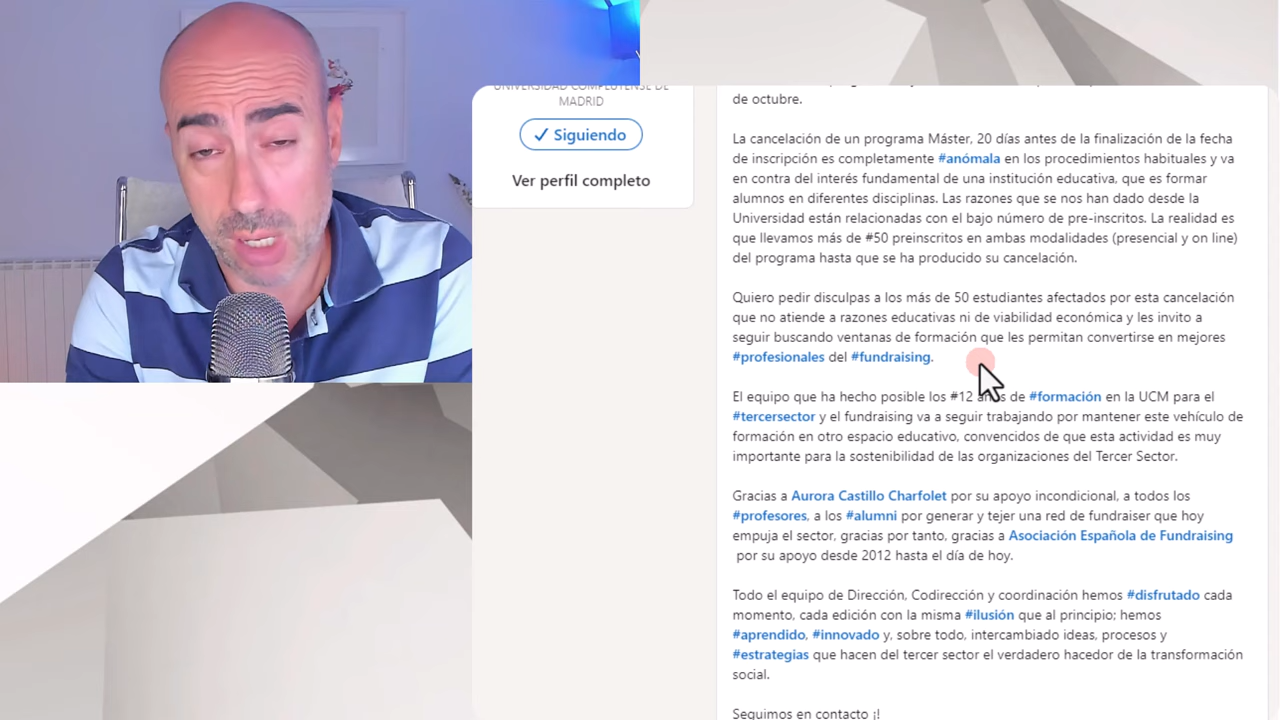 UNIVERSIDAD COMPLUTENSE DE
MADRID
Siguiendo
Ver perfil completo
de octubre.
La cancelación de un programa Máster, 20 días antes de la finalización de la fecha
de inscripción es completamente #anómala en los procedimientos habituales y va
en contra del interés fundamental de una institución educativa, que es formar
alumnos en diferentes disciplinas. Las razones que se nos han dado desde la
Universidad están relacionadas con el bajo número de pre-inscritos. La realidad es
que llevamos más de #50 preinscritos en ambas modalidades (presencial y on line)
del programa hasta que se ha producido su cancelación.
Quiero pedir disculpas a los más de 50 estudiantes afectados por esta cancelación
que no atiende a razones educativas ni de viabilidad económica y les invito a
seguir buscando ventanas de formación que les permitan convertirse en mejores
#profesionales del #fundraising.
El equipo que ha hecho posible los #12 años de #formación en la UCM para el
#tercersector y el fundraising va a seguir trabajando por mantener este vehículo de
formación en otro espacio educativo, convencidos de que esta actividad es muy
importante para la sostenibilidad de las organizaciones del Tercer Sector.
Gracias a Aurora Castillo Charfolet por su apoyo incondicional, a todos los
#profesores, a los #alumni por generar y tejer una red de fundraiser que hoy
empuja el sector, gracias por tanto, gracias a Asociación Española de Fundraising
por su apoyo desde 2012 hasta el día de hoy.
Todo el equipo de Dirección, Codirección y coordinación hemos #disfrutado cada
momento, cada edición con la misma #ilusión que al principio; hemos
#aprendido, #innovado y, sobre todo, intercambiado ideas, procesos y
#estrategias que hacen del tercer sector el verdadero hacedor de la transformación
social.
Seguimos en contacto ¡!